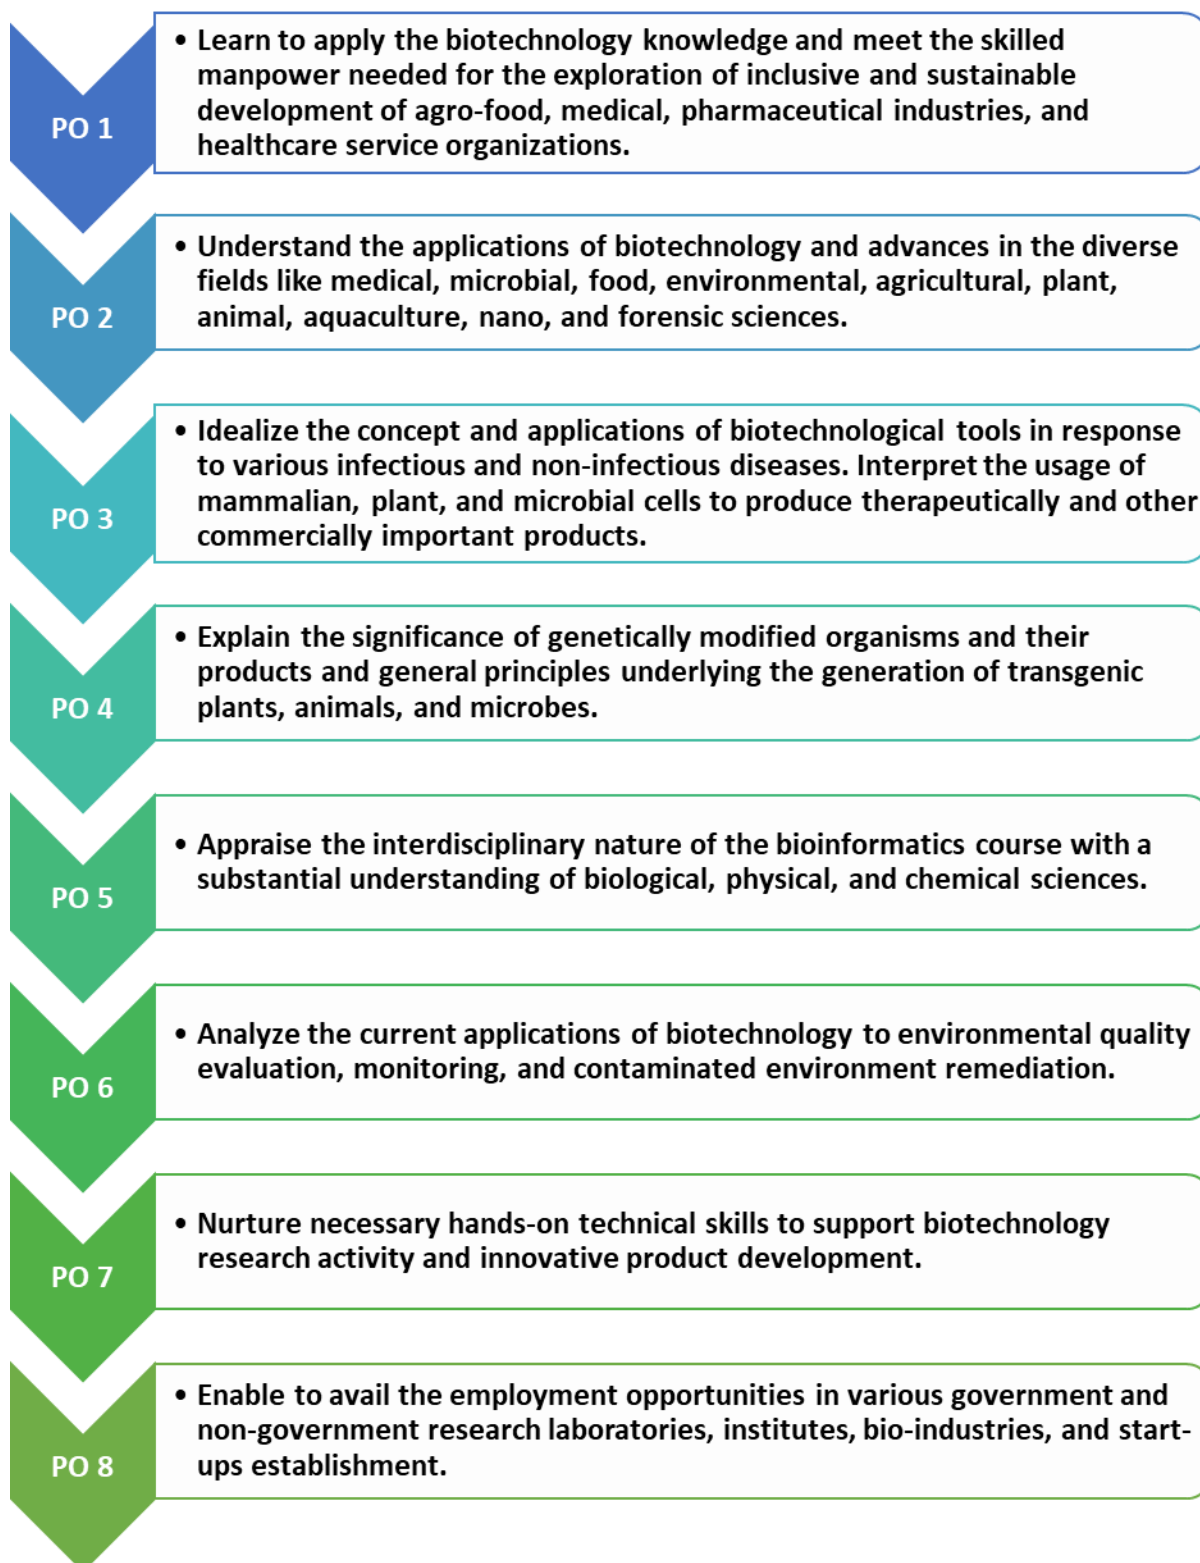 PO 1
• Learn to apply the biotechnology knowledge and meet the skilled
manpower needed for the exploration of inclusive and sustainable
development of agro-food, medical, pharmaceutical industries, and
healthcare service organizations.
PO 2
• Understand the applications of biotechnology and advances in the diverse
fields like medical, microbial, food, environmental, agricultural, plant,
animal, aquaculture, nano, and forensic sciences.
PO 3
• Idealize the concept and applications of biotechnological tools in response
to various infectious and non-infectious diseases. Interpret the usage of
mammalian, plant, and microbial cells to produce therapeutically and other
commercially important products.
PO 4
• Explain the significance of genetically modified organisms and their
products and general principles underlying the generation of transgenic
plants, animals, and microbes.
PO 5
• Appraise the interdisciplinary nature of the bioinformatics course with a
substantial understanding of biological, physical, and chemical sciences.
PO 6
• Analyze the current applications of biotechnology to environmental quality
evaluation, monitoring, and contaminated environment remediation.
PO 7
• Nurture necessary hands-on technical skills to support biotechnology
research activity and innovative product development.
PO 8
• Enable to avail the employment opportunities in various government and
non-government research laboratories, institutes, bio-industries, and start-
ups establishment.